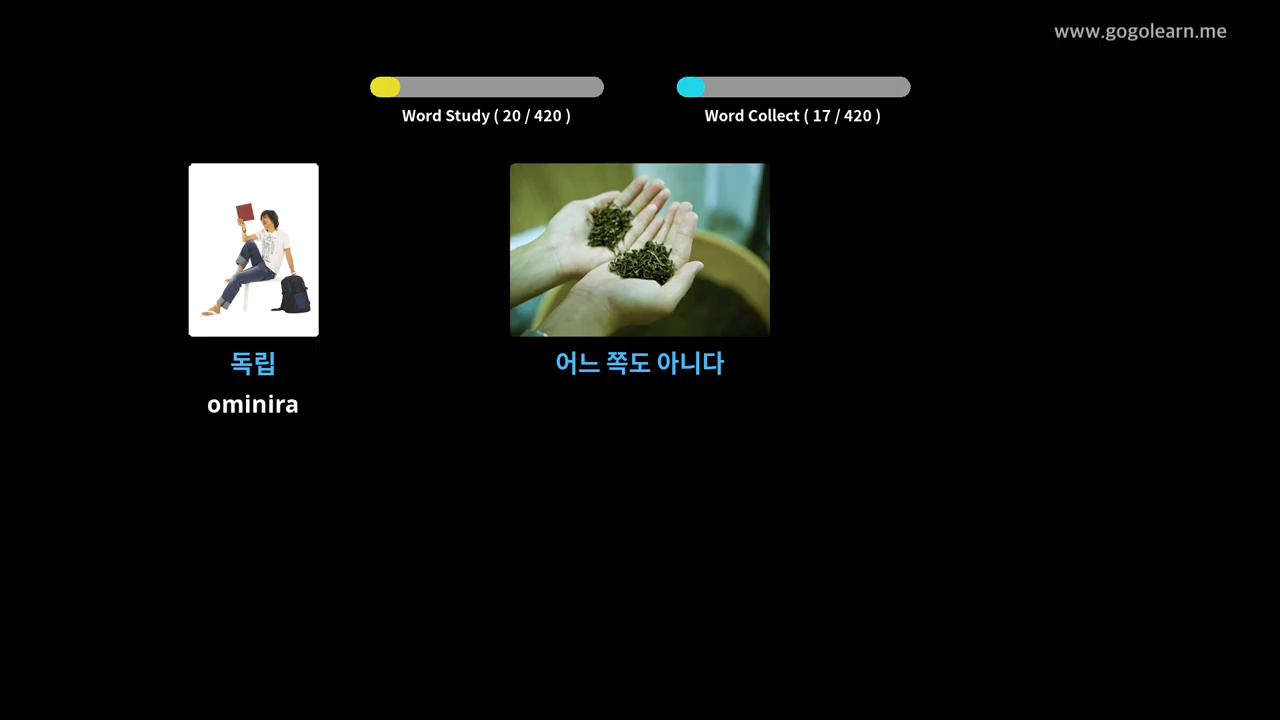 www.gogolearn.me
Word Study ( 20 / 420 )
Word Collect ( 17 / 420 )
독립
ominira
어느 쪽도 아니다